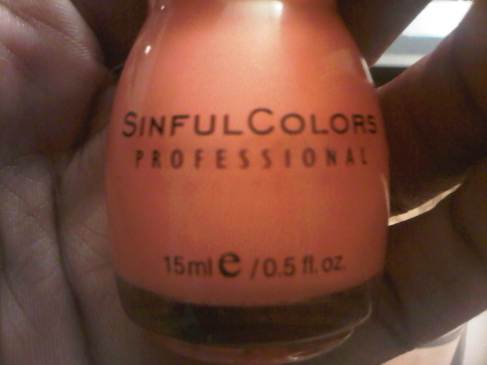 SINFULCOLORS
PROFESSIONAL
15ml e / 0.5 fl. oz.